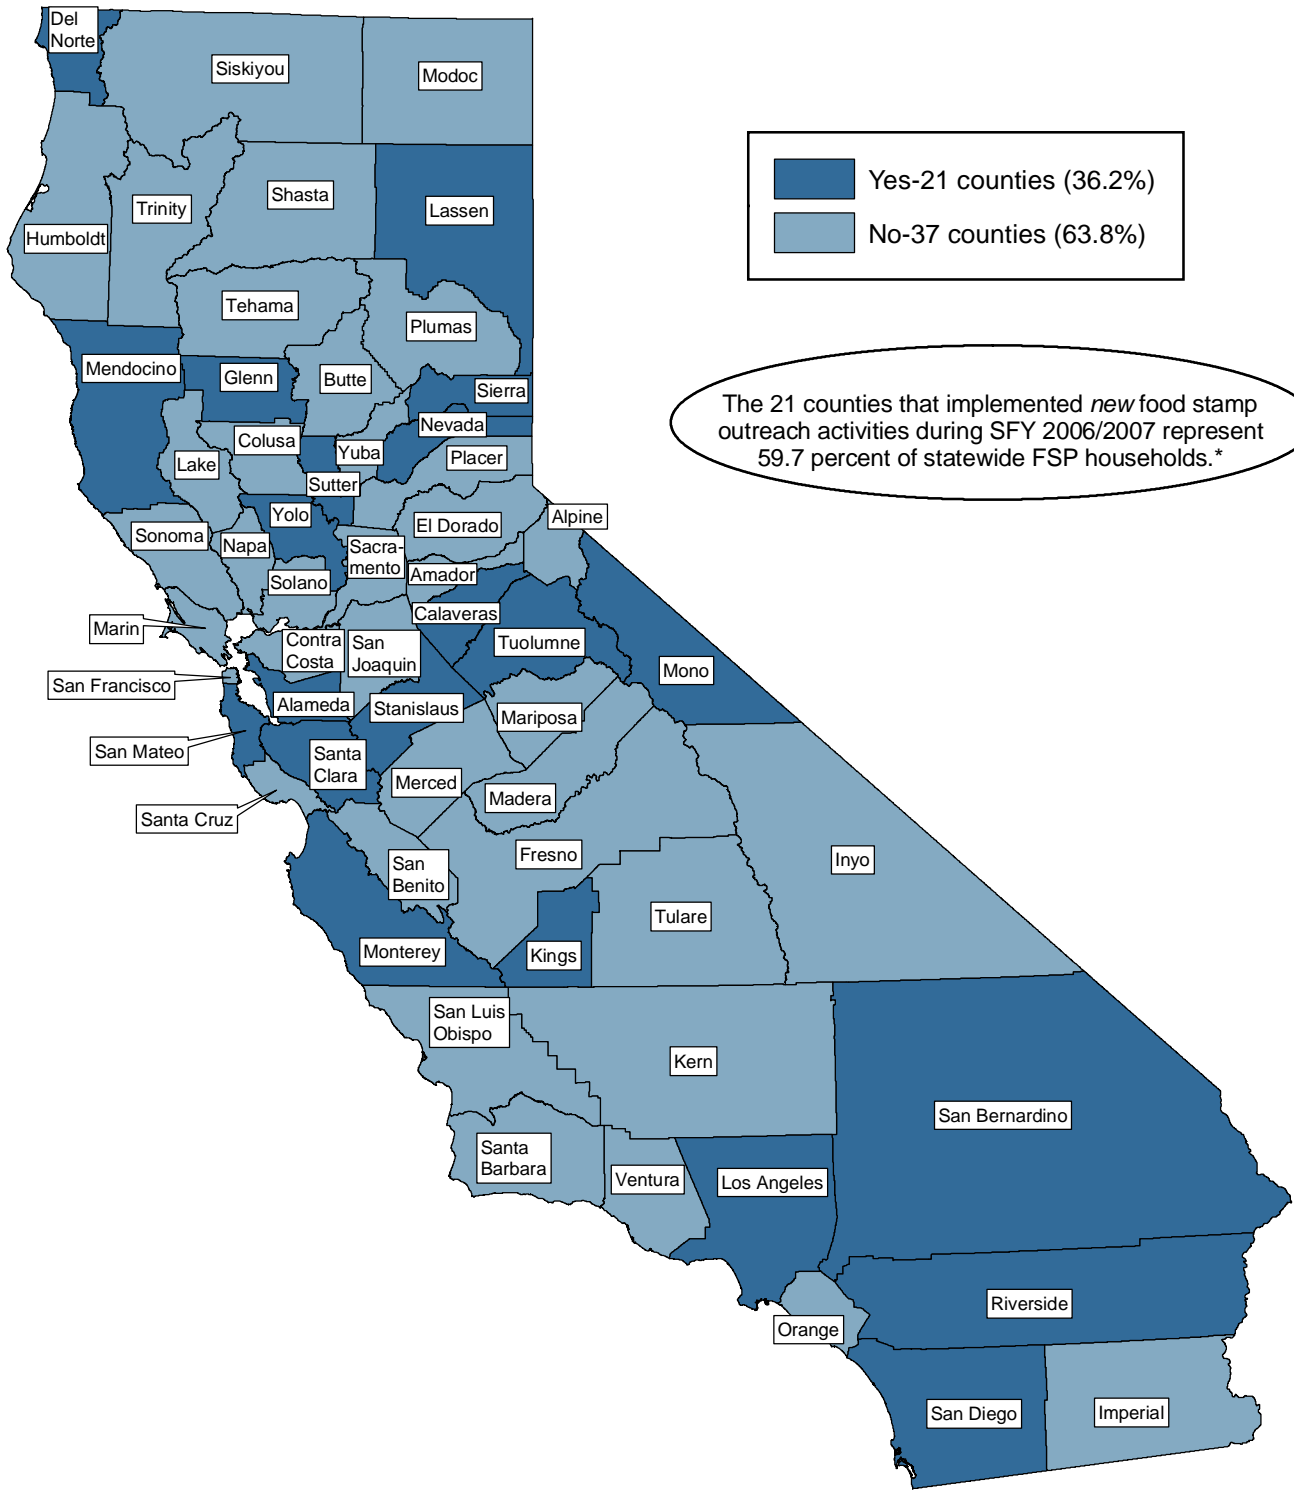 Del
Norte
Siskiyou
Modoc
Yes-21 counties (36.2%)
No-37 counties (63.8%)
Shasta
Lassen
Trinity
Humboldt
Tehama
Plumas
Mendocino
Glenn
Butte
Sierra
The 21 counties that implemented new food stamp
outreach activities during SFY 2006/2007 represent
59.7 percent of statewide FSP households.*
Nevada
Colusa
Yuba
Placer
Lake
Sutter
Yolo
El Dorado
Alpine
Sonoma
Napa
Sacra-
mento
Solano
Amador
Calaveras
Marin
Contra
Costa
San
Joaquin
Tuolumne
Mono
San Francisco
Alameda
Stanislaus
Mariposa
San Mateo
Santa
Clara
Merced
Madera
Santa Cruz
Fresno
San
Benito
Inyo
Tulare
Monterey
Kings
San Luis
Obispo
Kern
San Bernardino
Santa
Barbara
Ventura
Los Angeles
Riverside
Orange
San Diego
Imperial